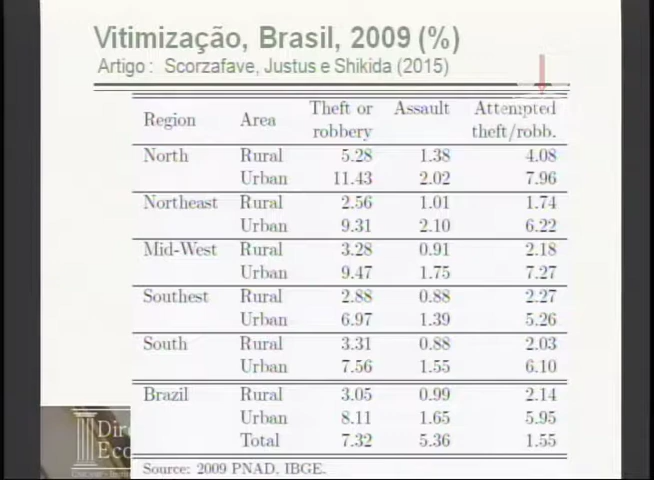 Vitimização, Brasil, 2009 (%)
Artigo : Scorzafave, Justus e Shikida (2015)
Region Area Theft or robbery Assault Attempted theft/robb.
North Rural 5.28 1.38 4.08
Urban 11.43 2.02 7.96
Northeast Rural 2.56 1.01 1.74
Urban 9.31 2.10 6.22
Mid-West Rural 3.28 0.91 2.18
Urban 9.47 1.75 7.27
Southest Rural 2.88 0.88 2.27
Urban 6.97 1.39 5.26
South Rural 3.31 0.88 2.03
Urban 7.56 1.55 6.10
Brazil Rural 3.05 0.99 2.14
Urban 8.11 1.65 5.95
Total 7.32 5.36 1.55
Source: 2009 PNAD, IBGE.
Dire
Eco